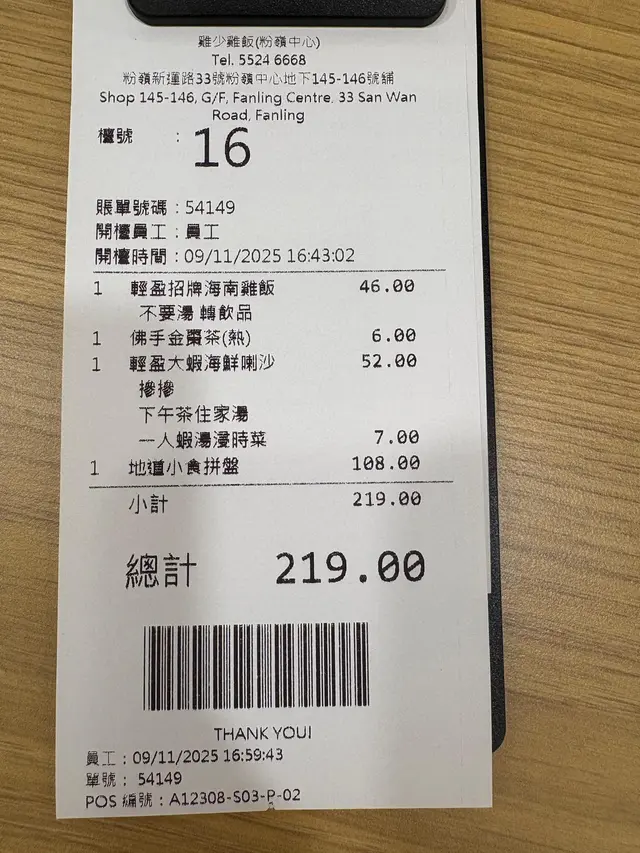 雞少雞飯(粉嶺中心)
Tel. 5524 6668
粉嶺新運路33號粉嶺中心地下145-146號舖
Shop 145-146, G/F, Fanling Centre, 33 San Wan
Road, Fanling
檯號 : 16
賬單號碼 : 54149
開檯員工 : 員工
開檯時間 : 09/11/2025 16:43:02
1 輕盈招牌海南雞飯 46.00
不要湯 轉飲品
1 佛手金棗茶(熱) 6.00
1 輕盈大蝦海鮮喇沙 52.00
摻摻
下午茶住家湯
一人蝦湯浸時菜 7.00
1 地道小食拼盤 108.00
小計 219.00
總計 219.00
THANK YOU!
員工 : 09/11/2025 16:59:43
單號 : 54149
POS 編號 : A12308-S03-P-02